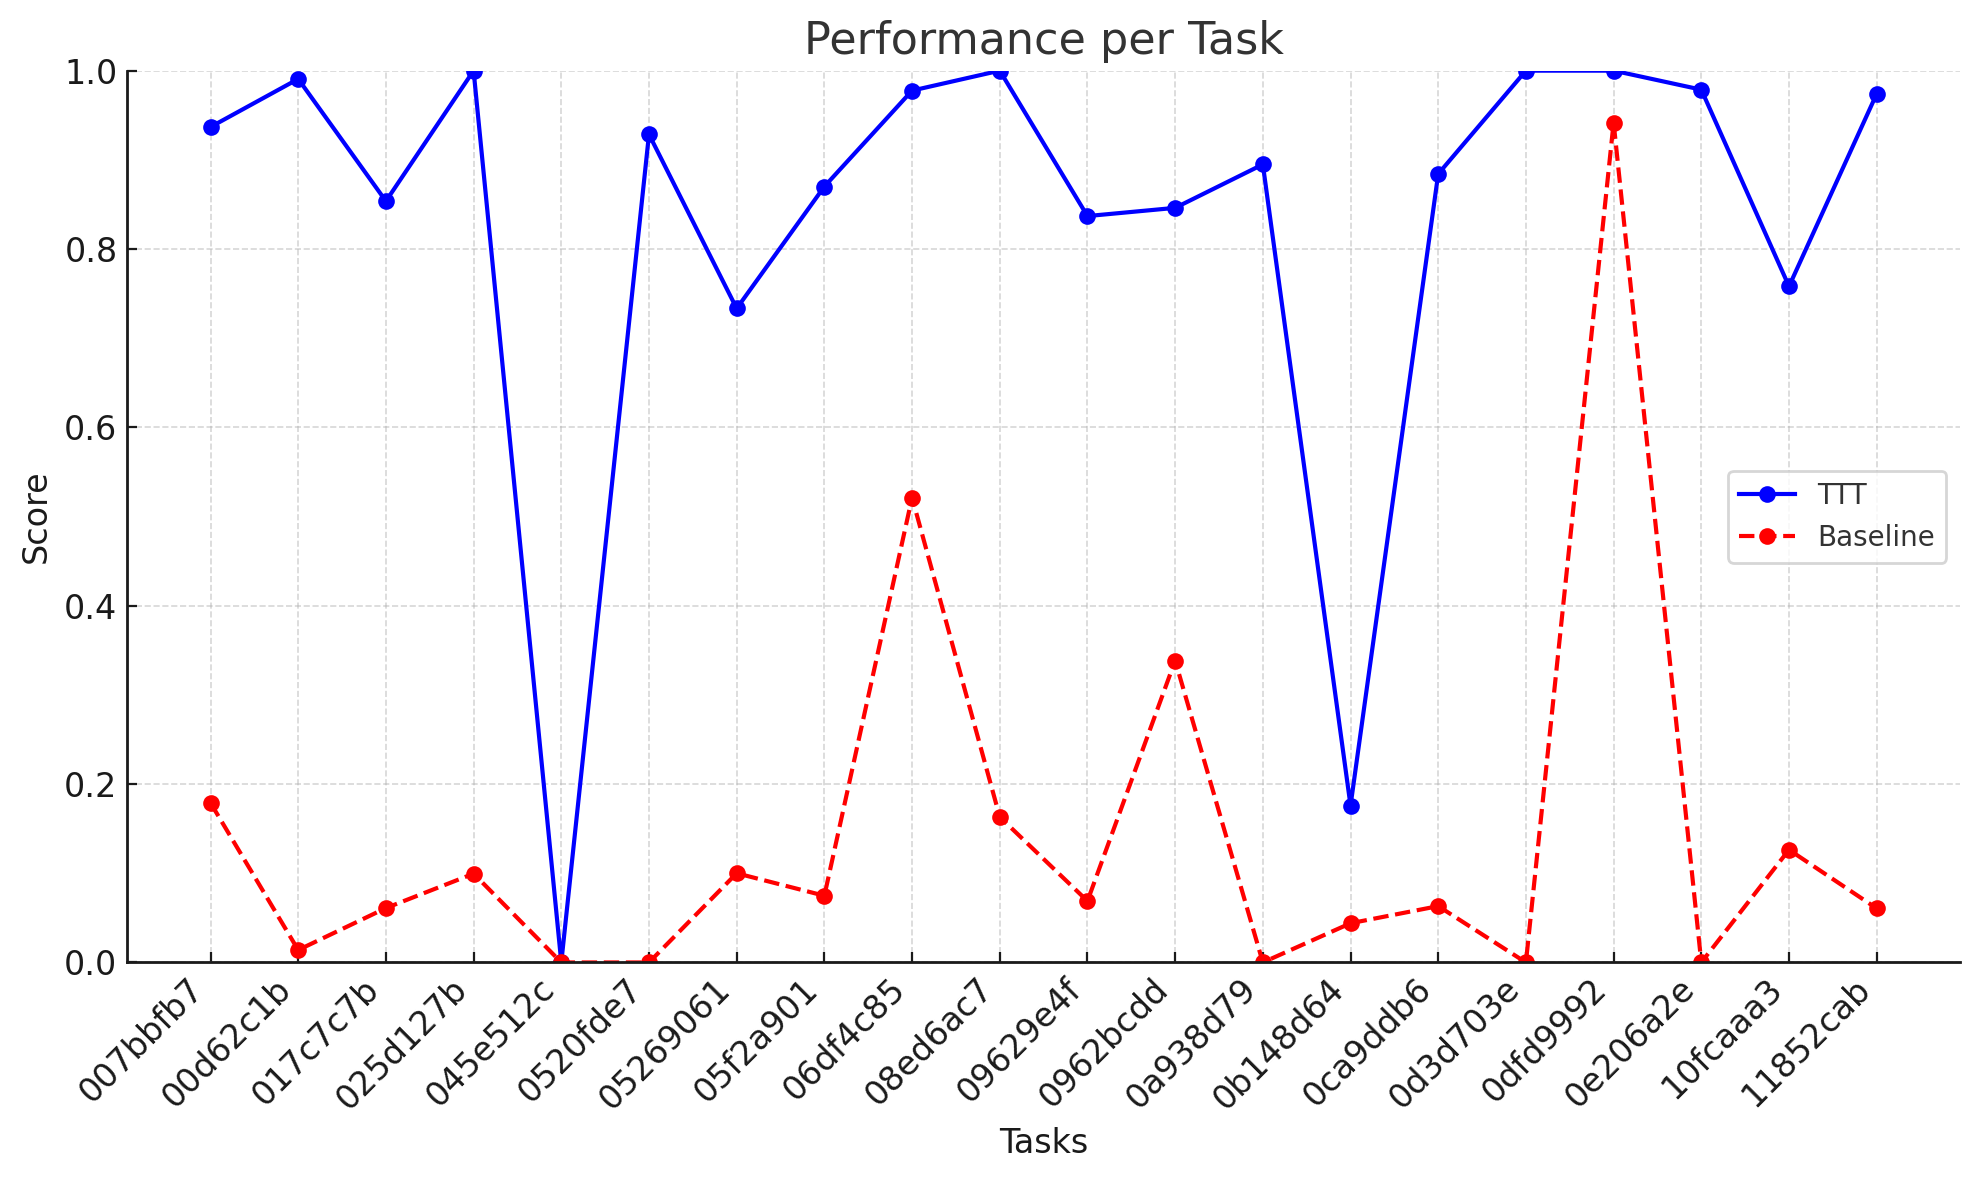 Performance per Task
1.0
0.8
0.6
0.4
0.2
0.0
Score
TTT
Baseline
007bbfb7
00d62c1b
017c7c7b
025d127b
045e512c
0520fde7
05269061
05f2a901
06df4c85
08ed6ac7
09629e4f
0962bcdd
0a938d79
0b148d64
0ca9ddb6
0d3d703e
0dfd9992
0e206a2e
10fcaaa3
11852cab
Tasks